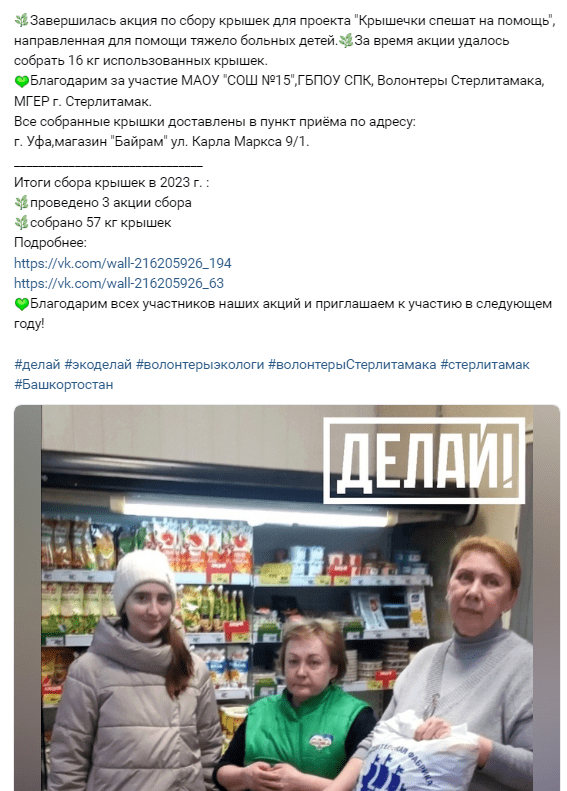 🌿Завершилась акция по сбору крышек для проекта "Крышечки спешат на помощь",
направленная для помощи тяжело больных детей.🌿За время акции удалось
собрать 16 кг использованных крышек.
💚Благодарим за участие МАОУ "СОШ №15",ГБПОУ СПК, Волонтеры Стерлитамака,
МГЕР г. Стерлитамак.
Все собранные крышки доставлены в пункт приёма по адресу:
г. Уфа,магазин "Байрам" ул. Карла Маркса 9/1.
___________________________
Итоги сбора крышек в 2023 г. :
🌿проведено 3 акции сбора
🌿собрано 57 кг крышек
Подробнее:
https://vk.com/wall-216205926_194
https://vk.com/wall-216205926_63
💚Благодарим всех участников наших акций и приглашаем к участию в следующем
году!
#делай #экоделай #волонтерыэкологи #волонтерыСтерлитамака #стерлитамак
#Башкортостан
ДЕЛАЙ!
ФАБРИКА